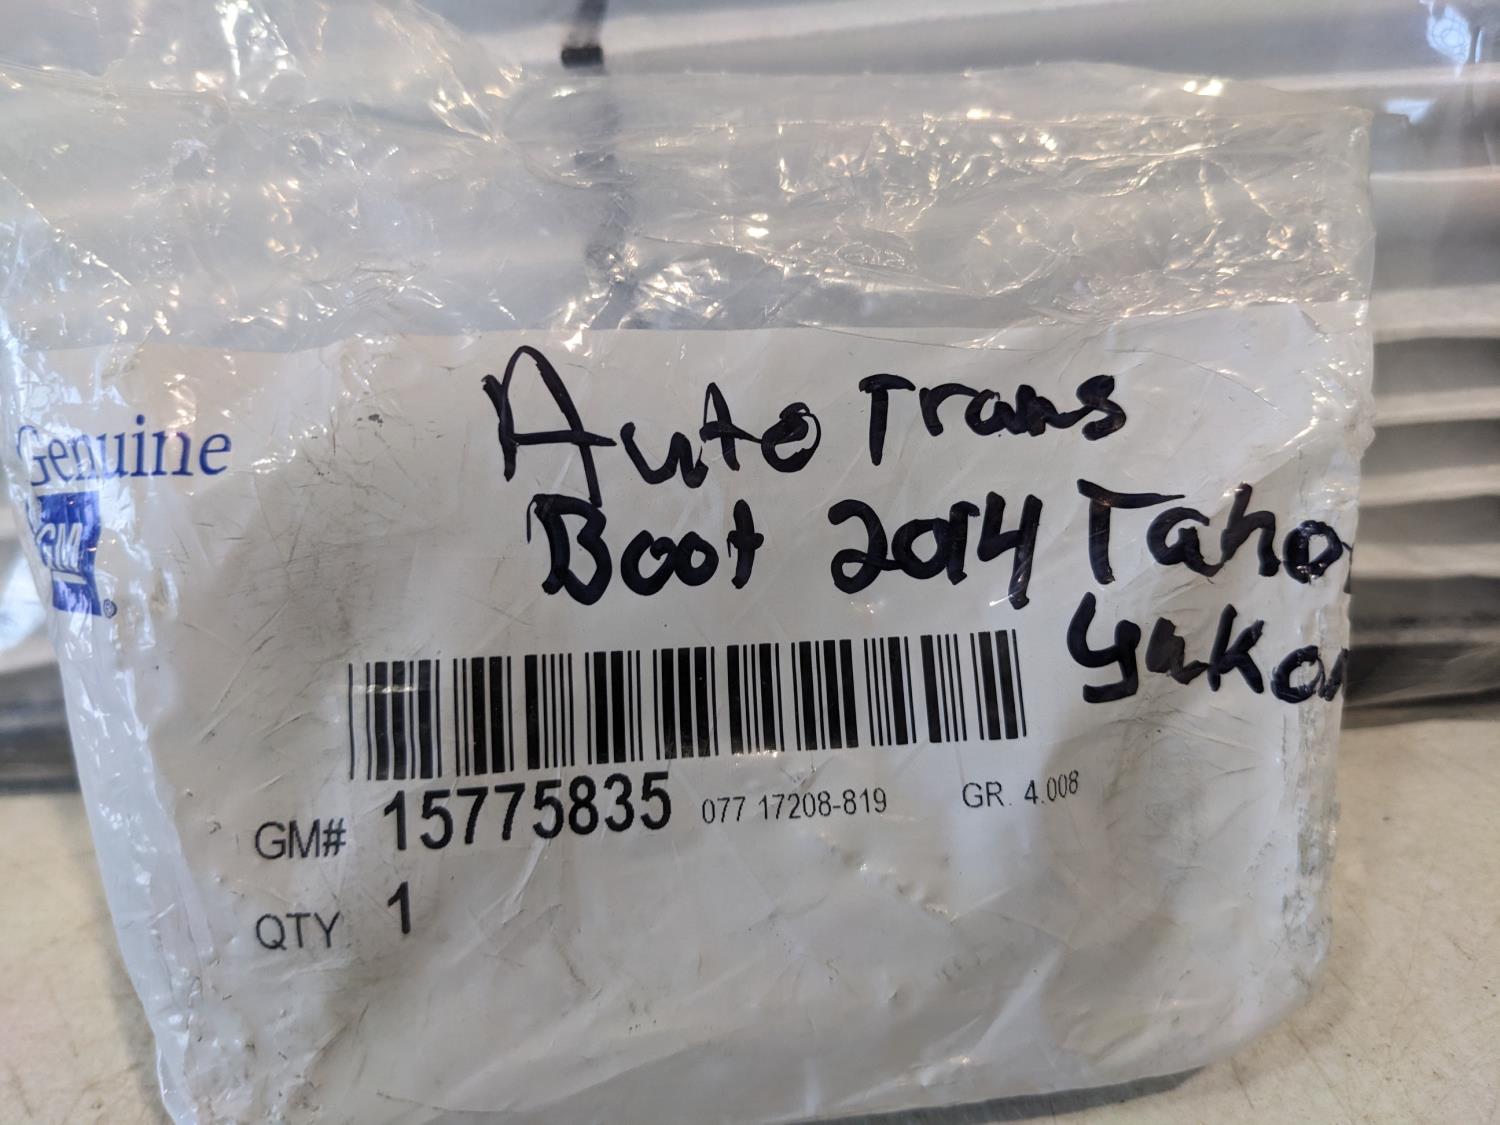 Auto Trans
Boot 2014 Tahoe
Yukon
Genuine
GM
GM# 15775835 077 17208-819 GR. 4.008
QTY 1